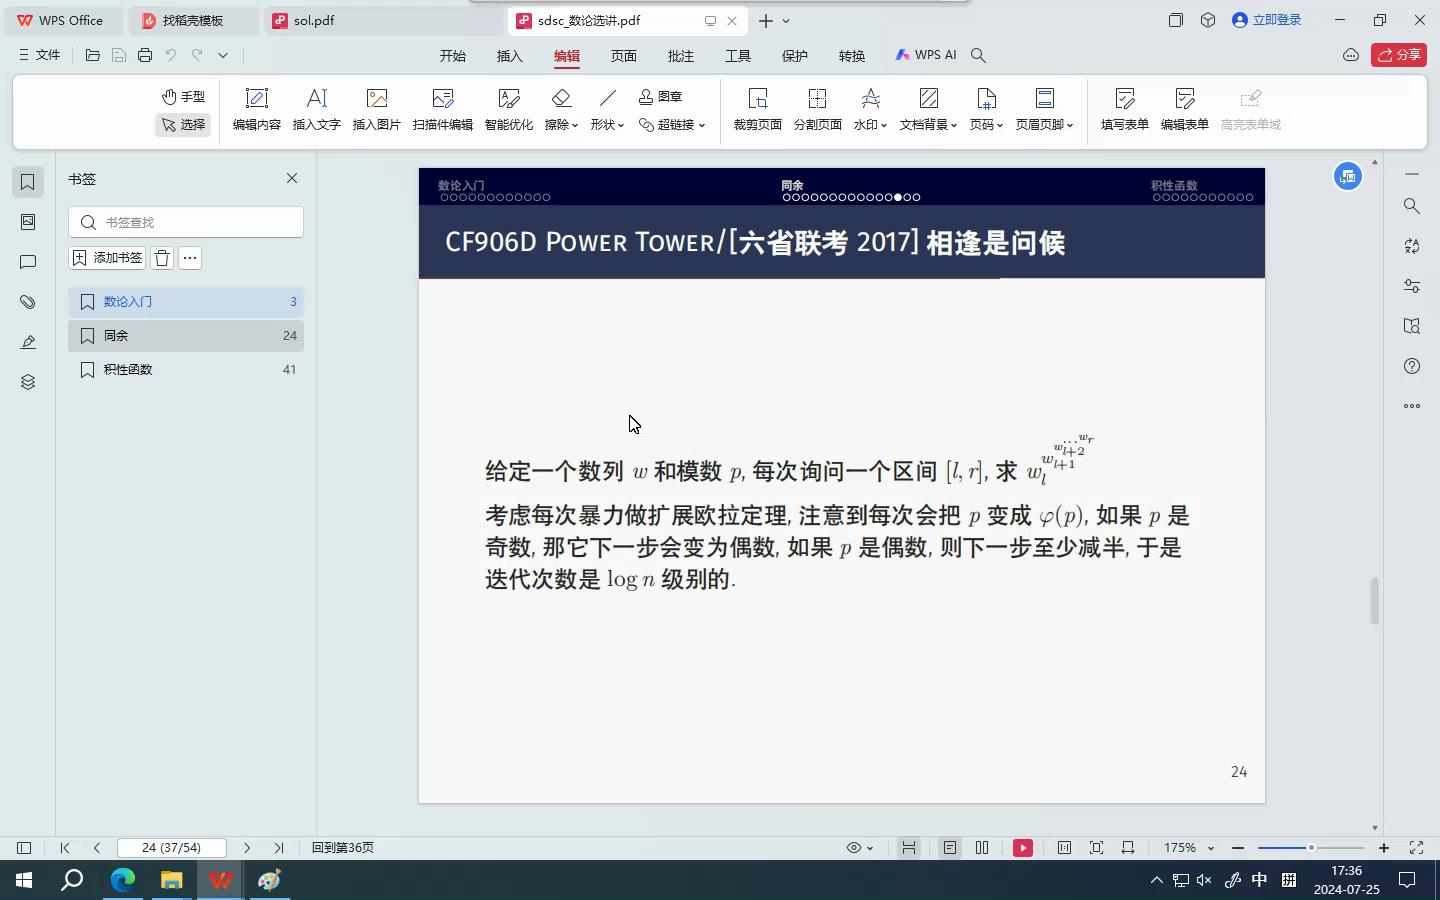 WPS Office
找稻壳模板
sol.pdf
sdsc_数论选讲.pdf
立即登录
文件
开始
插入
编辑
页面
批注
工具
保护
转换
WPS AI
分享
手型
选择
编辑内容
插入文字
插入图片
扫描件编辑
智能优化
擦除
形状
图章
超链接
裁剪页面
分割页面
水印
文档背景
页码
页眉页脚
填写表单
编辑表单
高亮表单域
书签
书签查找
添加书签
数论入门 3
同余 24
积性函数 41
数论入门
同余
积性函数
CF906D Power Tower/[六省联考 2017] 相逢是问候
给定一个数列 w 和模数 p, 每次询问一个区间 [l, r], 求 w_l^{w_{l+1}^{w_{l+2}^{…^{w_r}}}}
考虑每次暴力做扩展欧拉定理, 注意到每次会把 p 变成 φ(p), 如果 p 是
奇数, 那它下一步会变为偶数, 如果 p 是偶数, 则下一步至少减半, 于是
迭代次数是 log n 级别的.
24
24 (37/54)
回到第36页
175%
中
拼
17:36
2024-07-25